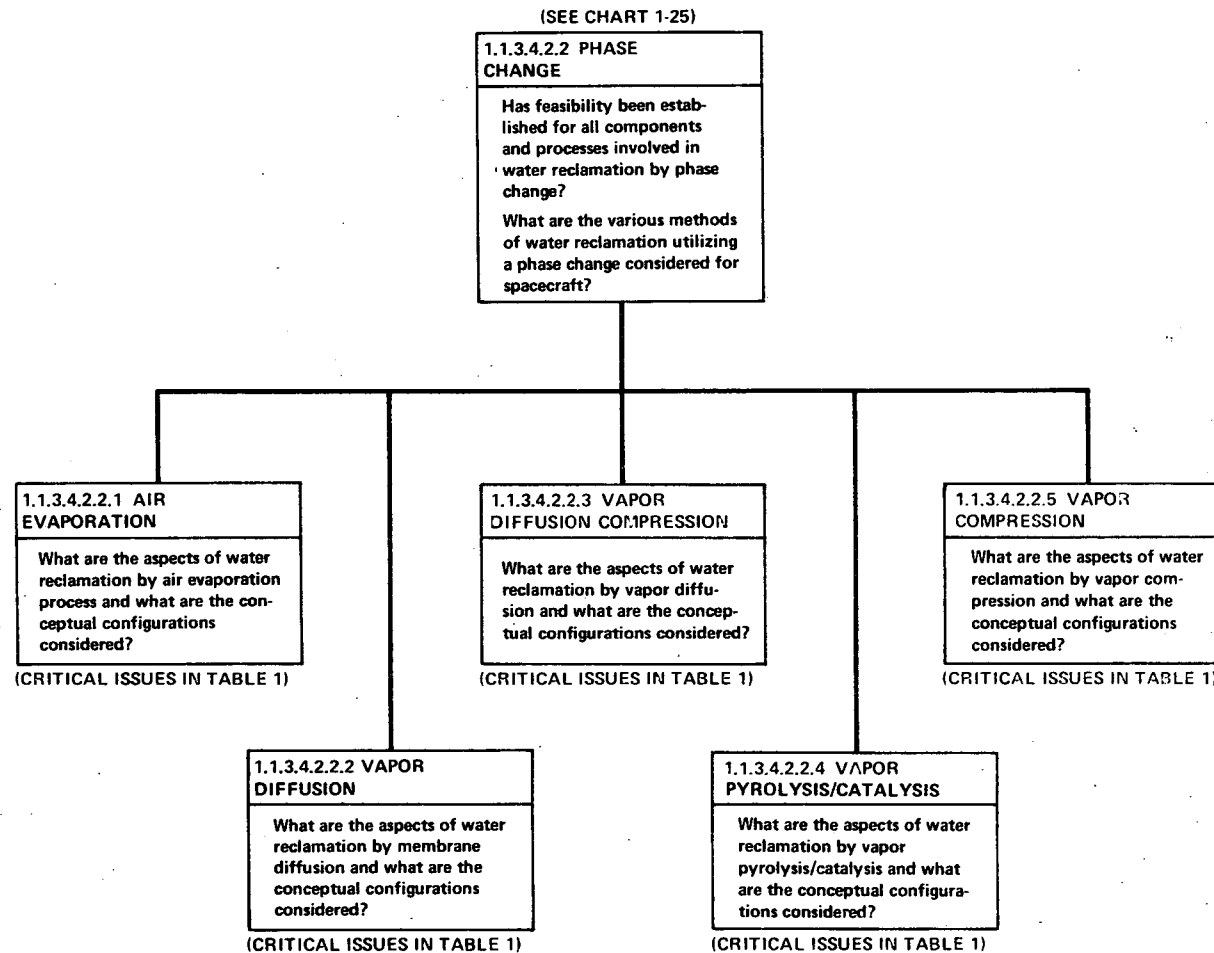 (SEE CHART 1-25)
1.1.3.4.2.2 PHASE
CHANGE
Has feasibility been estab-
lished for all components
and processes involved in
water reclamation by phase
change?
What are the various methods
of water reclamation utilizing
a phase change considered for
spacecraft?
1.1.3.4.2.2.1 AIR
EVAPORATION
What are the aspects of water
reclamation by air evaporation
process and what are the con-
ceptual configurations
considered?
(CRITICAL ISSUES IN TABLE 1)
1.1.3.4.2.2.3 VAPOR
DIFFUSION COMPRESSION
What are the aspects of water
reclamation by vapor diffu-
sion and what are the concep-
tual configurations considered?
(CRITICAL ISSUES IN TABLE 1)
1.1.3.4.2.2.5 VAPOR
COMPRESSION
What are the aspects of water
reclamation by vapor com-
pression and what are the
conceptual configurations
considered?
(CRITICAL ISSUES IN TABLE 1)
1.1.3.4.2.2.2 VAPOR
DIFFUSION
What are the aspects of water
reclamation by membrane
diffusion and what are the
conceptual configurations
considered?
(CRITICAL ISSUES IN TABLE 1)
1.1.3.4.2.2.4 VAPOR
PYROLYSIS/CATALYSIS
What are the aspects of water
reclamation by vapor
pyrolysis/catalysis and what
are the conceptual configura-
tions considered?
(CRITICAL ISSUES IN TABLE 1)